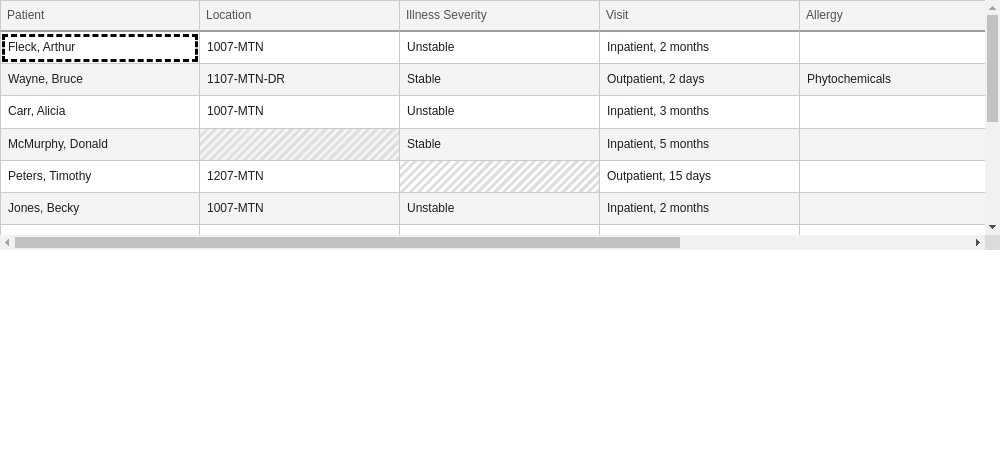 Patient Location Illness Severity Visit Allergy
Fleck, Arthur 1007-MTN Unstable Inpatient, 2 months
Wayne, Bruce 1107-MTN-DR Stable Outpatient, 2 days Phytochemicals
Carr, Alicia 1007-MTN Unstable Inpatient, 3 months
McMurphy, Donald Stable Inpatient, 5 months
Peters, Timothy 1207-MTN Outpatient, 15 days
Jones, Becky 1007-MTN Unstable Inpatient, 2 months